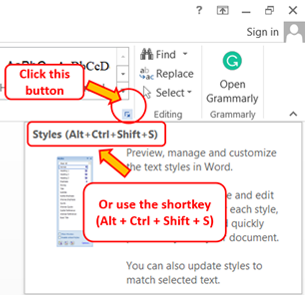 ?
Sign in
Find
Replace
Select
Editing
Open
Grammarly
Grammarly
Click this
button
Styles (Alt+Ctrl+Shift+S)
Preview, manage and customize
the text styles in Word.
Or use the shortkey
(Alt + Ctrl + Shift + S)
e and edit
each style,
quickly
document.
You can also update styles to
match selected text.